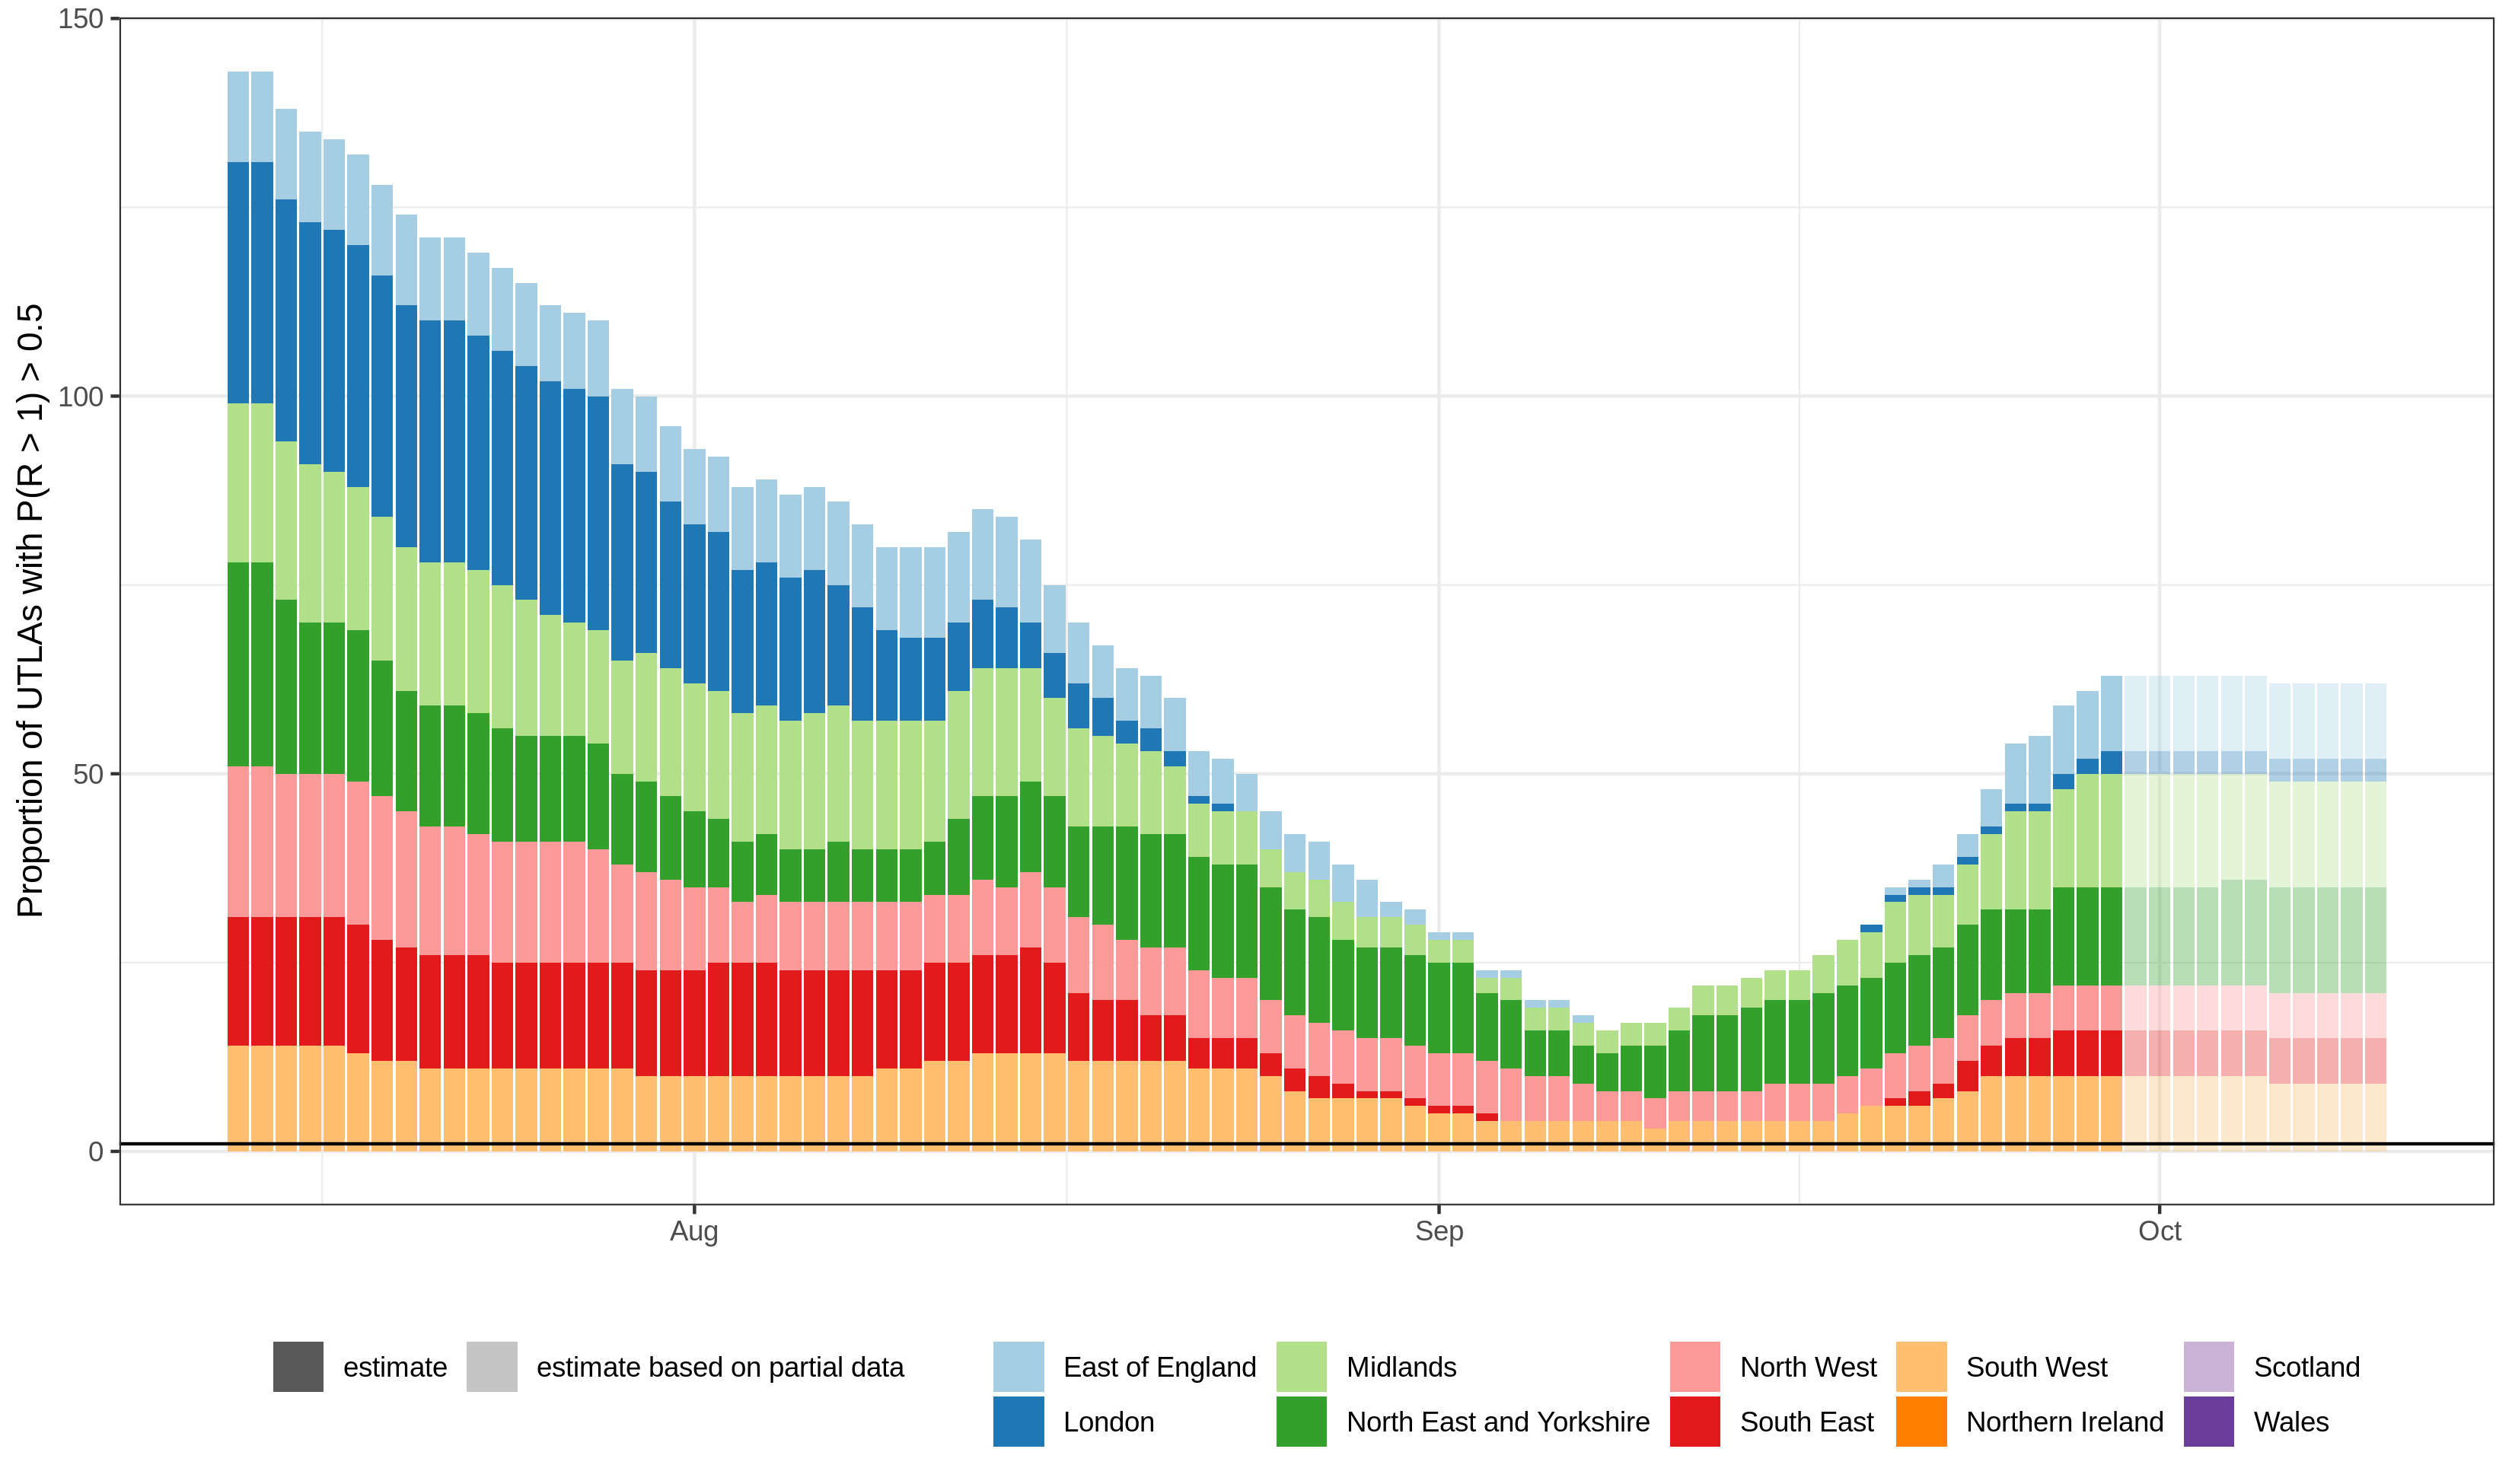 150
100
50
0
Proportion of UTLAs with P(R > 1) > 0.5
Aug Sep Oct
estimate estimate based on partial data East of England Midlands North West South West Scotland
London North East and Yorkshire South East Northern Ireland Wales